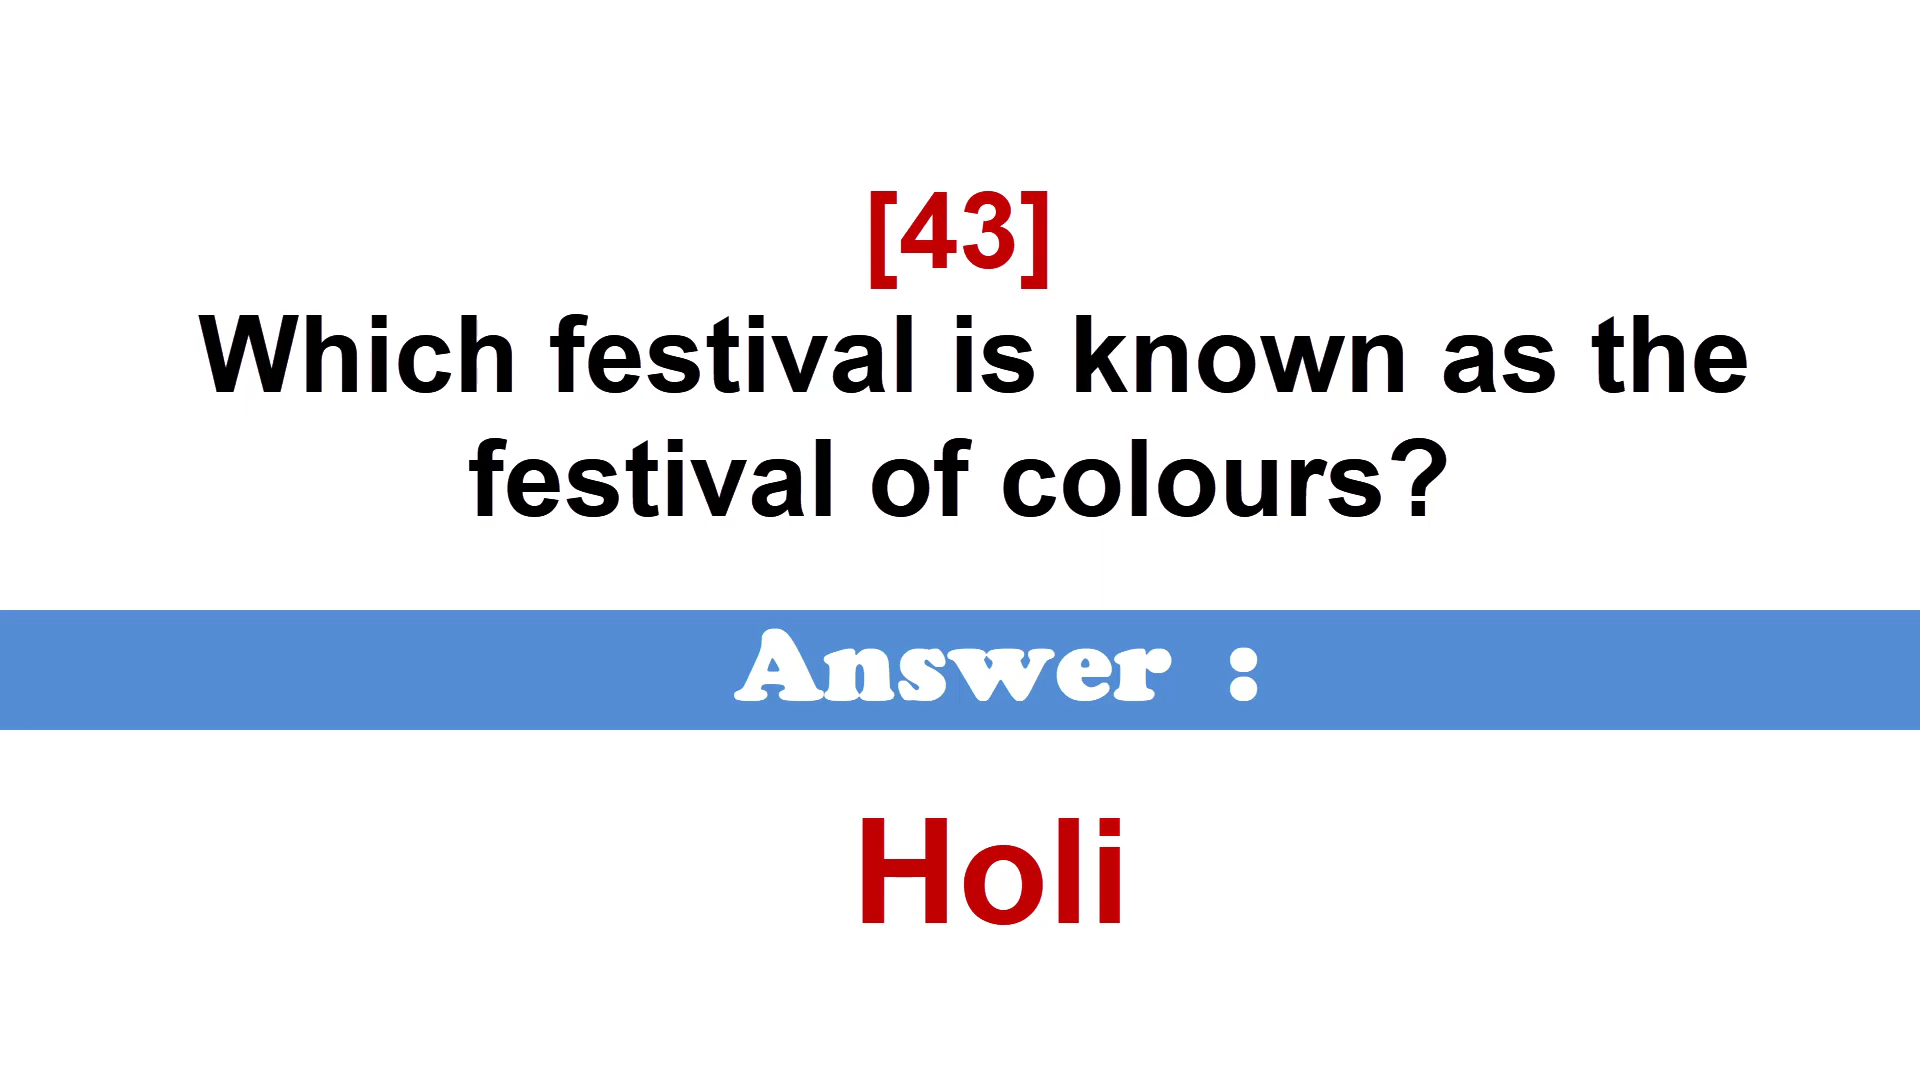 [43]
Which festival is known as the
festival of colours?
Answer :
Holi